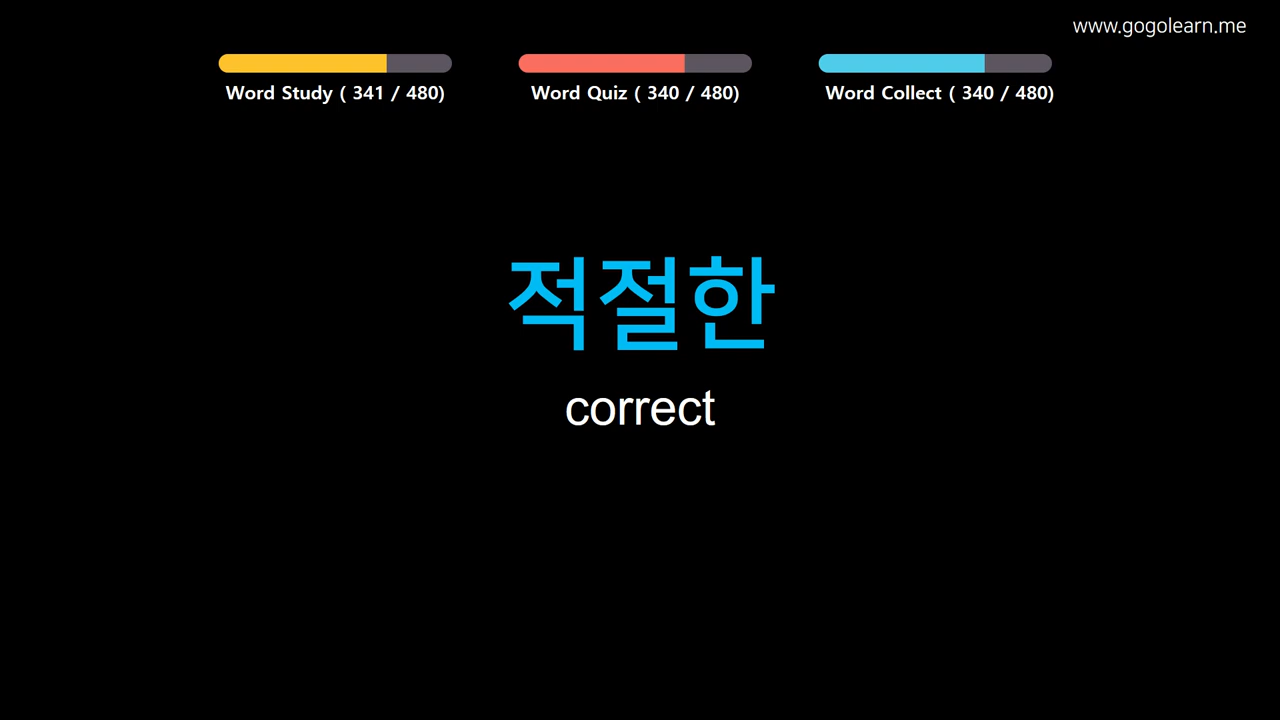 www.gogolearn.me
Word Study ( 341 / 480)
Word Quiz ( 340 / 480)
Word Collect ( 340 / 480)
적절한
correct